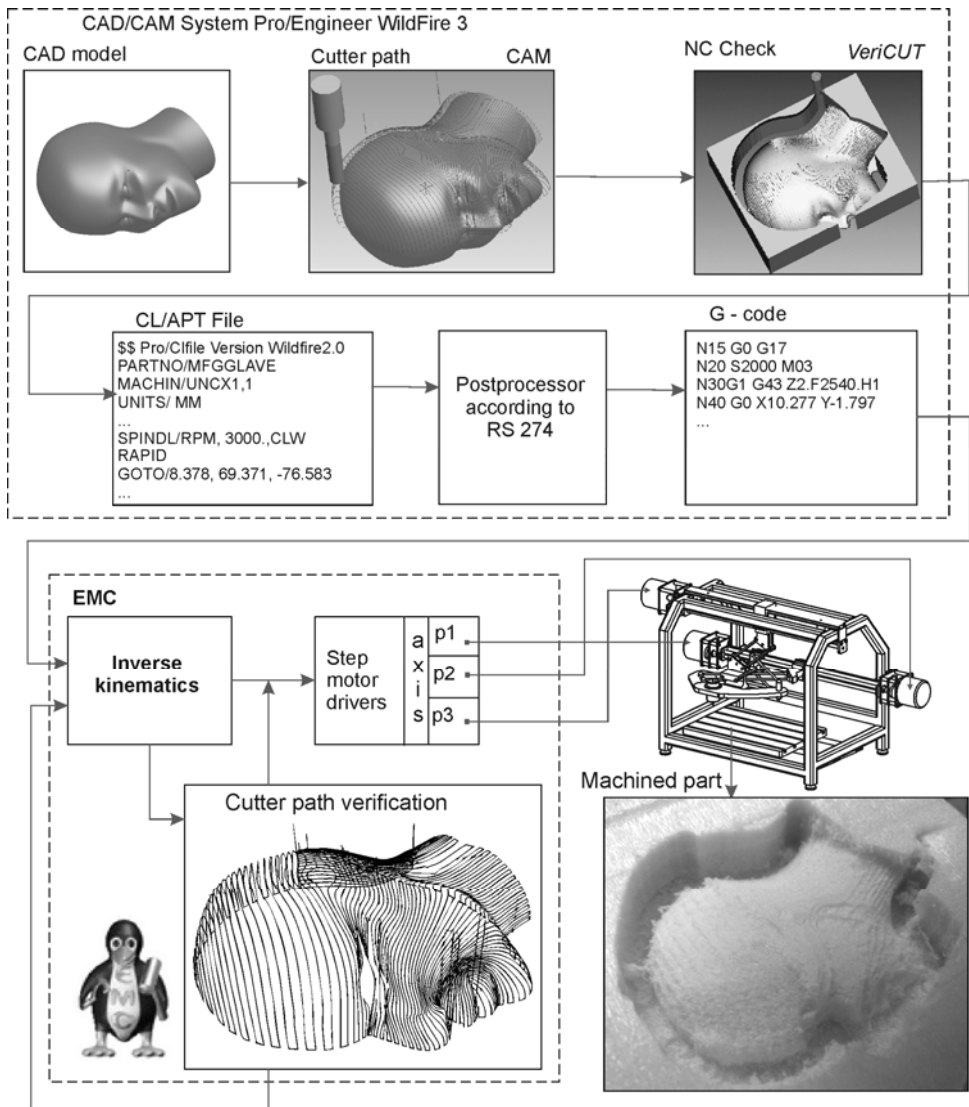 CAD/CAM System Pro/Engineer WildFire 3
CAD model
Cutter path
CAM
NC Check
VeriCUT
CL/APT File
$$ Pro/Clfile Version Wildfire2.0
PARTNO/MFGGLAVE
MACHIN/UNCX1,1
UNITS/ MM
...
SPINDL/RPM, 3000.,CLW
RAPID
GOTO/8.378, 69.371, -76.583
...
Postprocessor
according to
RS 274
G - code
N15 G0 G17
N20 S2000 M03
N30G1 G43 Z2.F2540.H1
N40 G0 X10.277 Y-1.797
...
EMC
Inverse
kinematics
Step
motor
drivers
axis
p1
p2
p3
Cutter path verification
EMC
Machined part